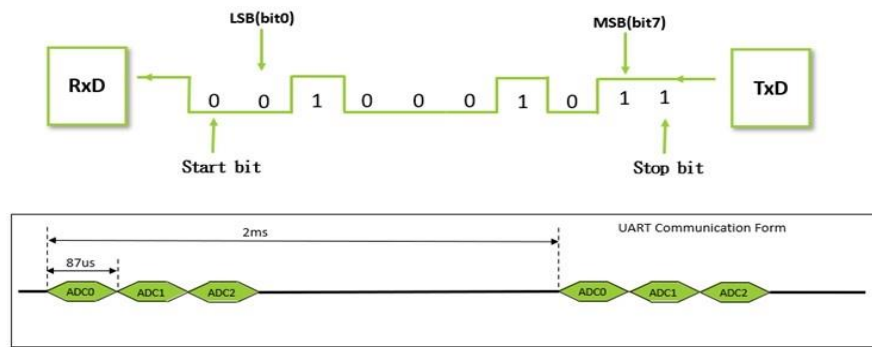 LSB(bit0)
MSB(bit7)
RxD
0 0 1 0 0 0 1 0 1 1
TxD
Start bit
Stop bit
UART Communication Form
2ms
87us
ADC0 ADC1 ADC2 ADC0 ADC1 ADC2